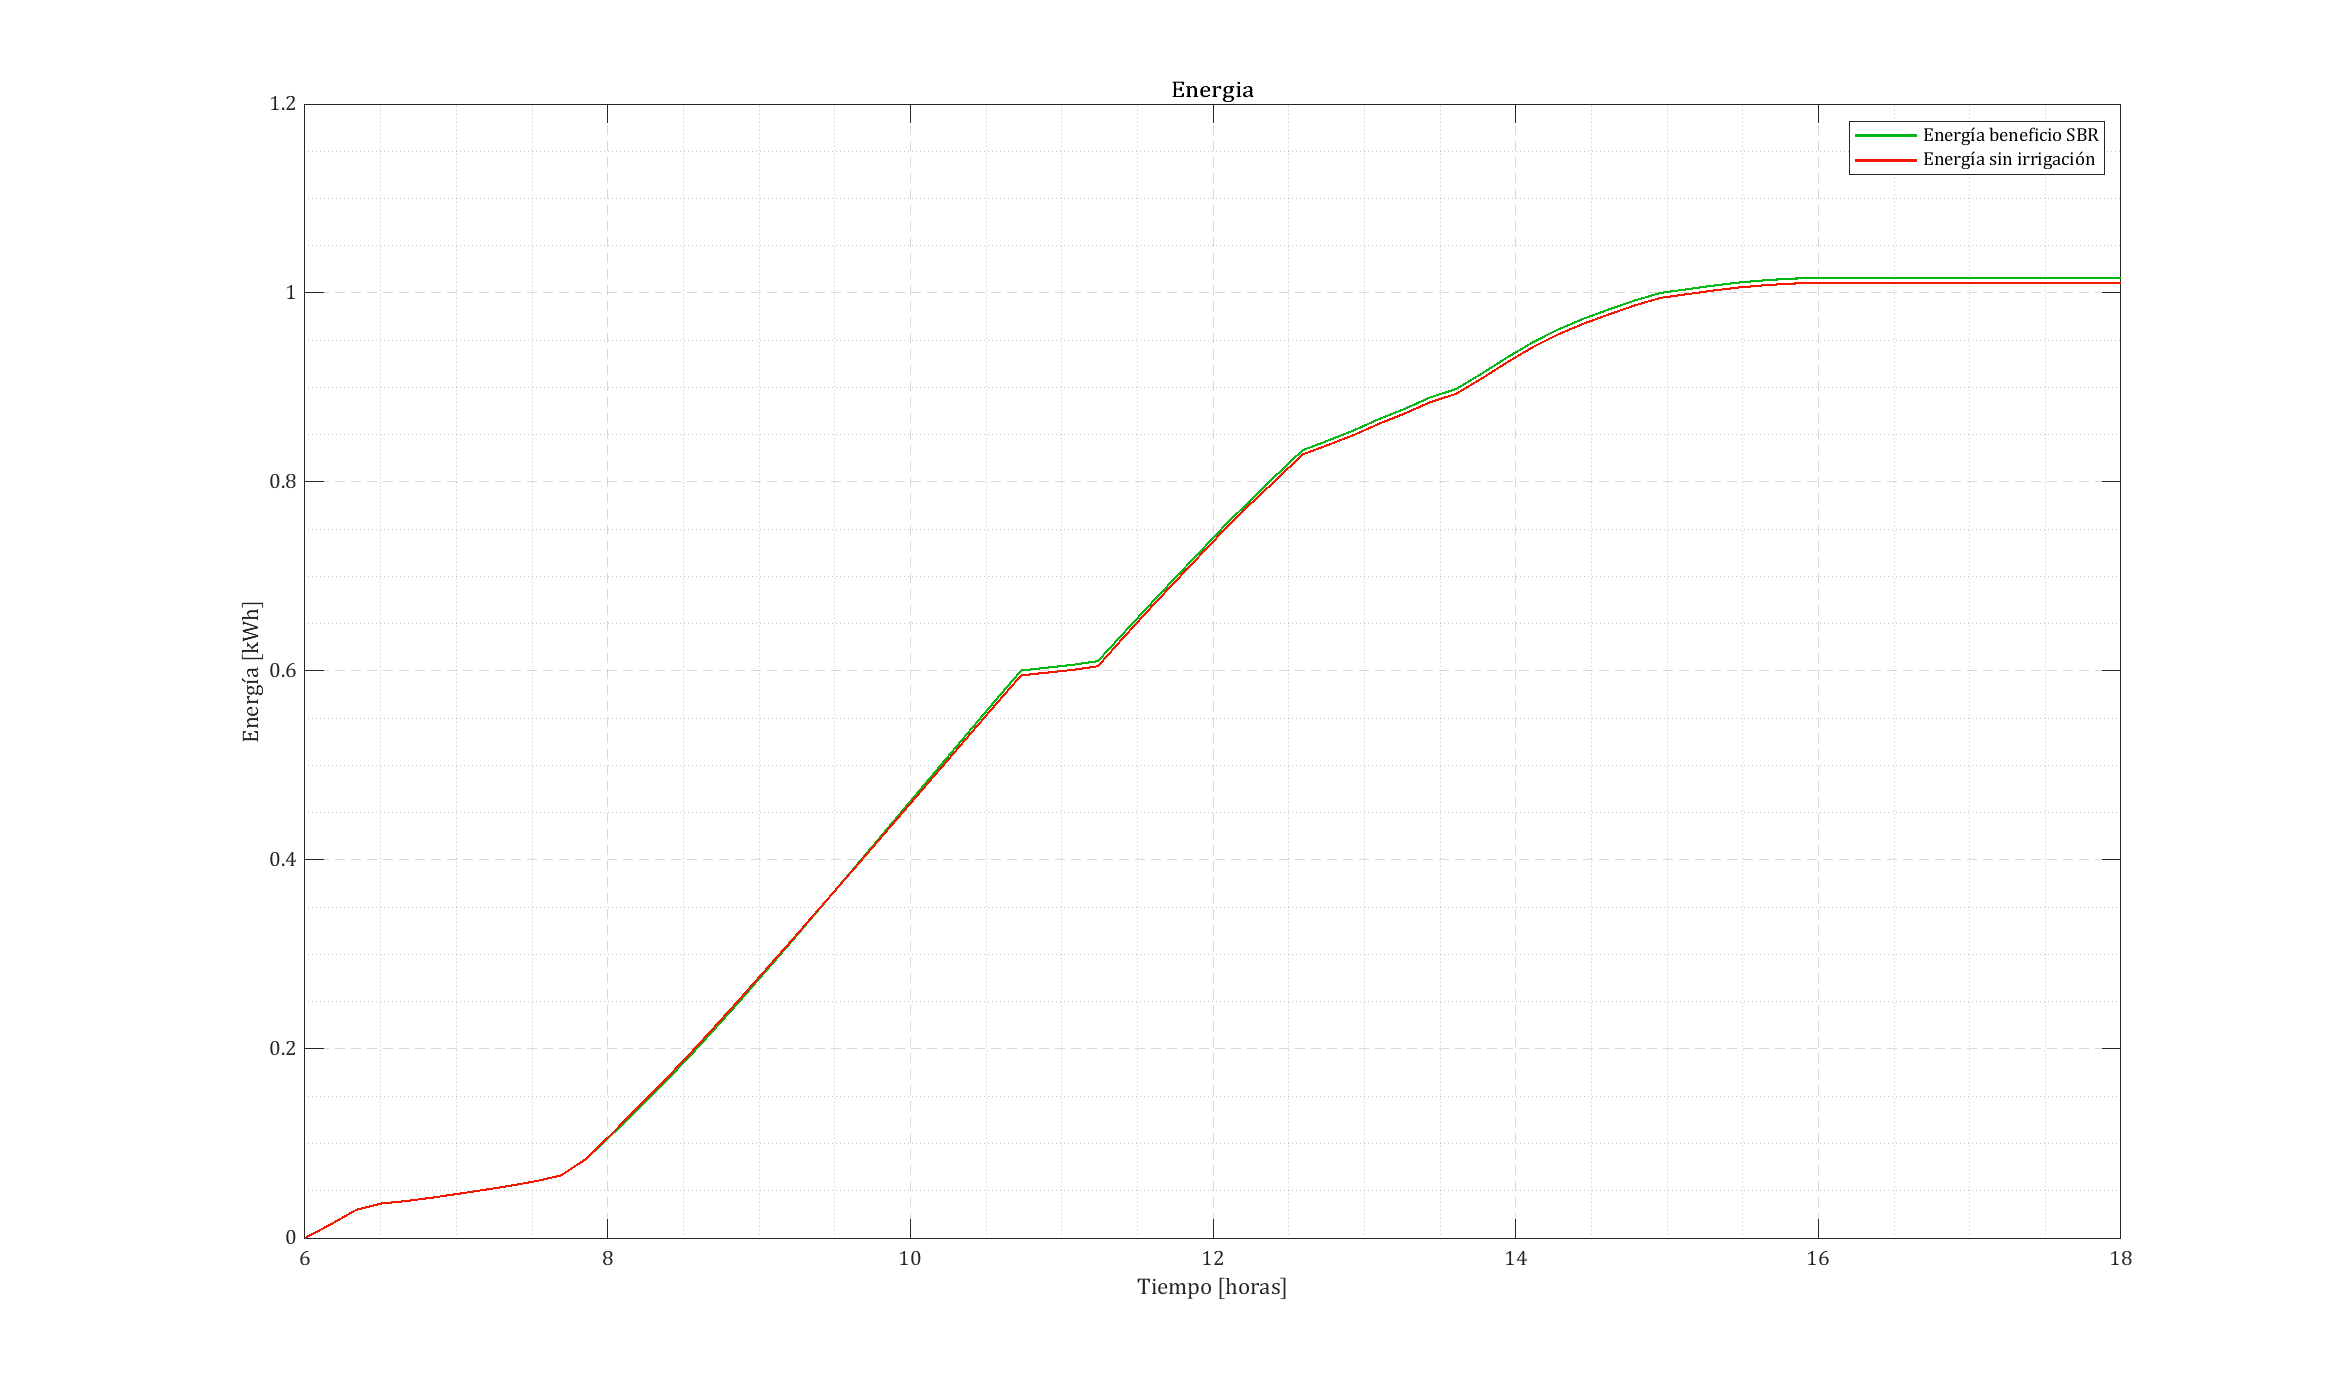 Energia
1.2
1
0.8
0.6
0.4
0.2
0
Energía [kWh]
Energía beneficio SBR
Energía sin irrigación
6 8 10 12 14 16 18
Tiempo [horas]